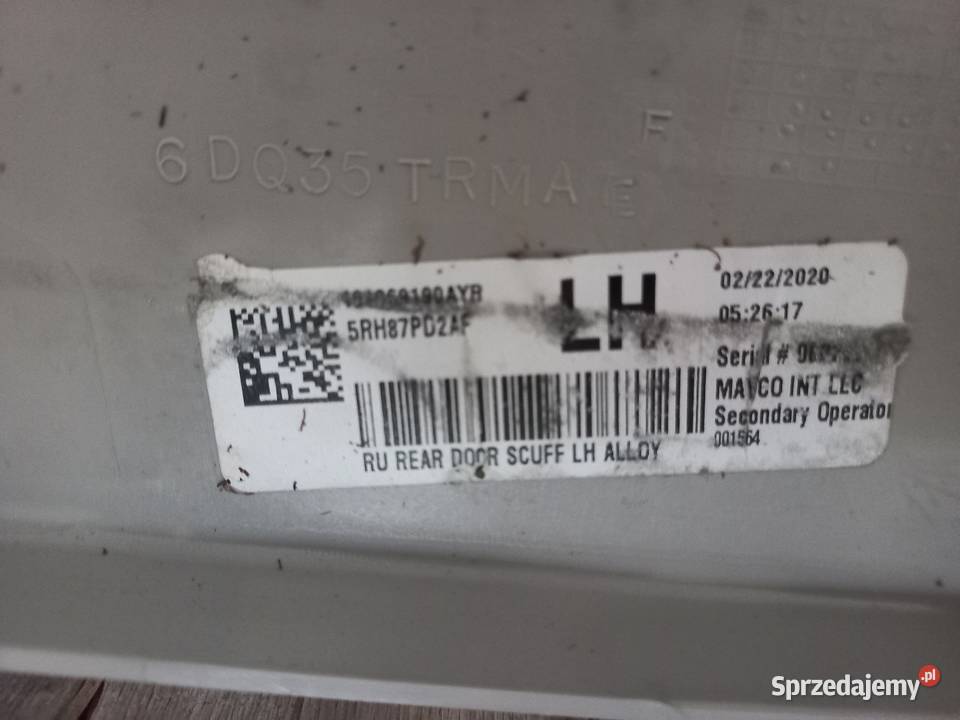 F
6DQ35 TRMA E
5RH87PD2AF
LH
02/22/2020
05:26:17
Serial #
MAYCO INT LLC
Secondary Operator
001564
RU REAR DOOR SCUFF LH ALLOY
Sprzedajemy.pl